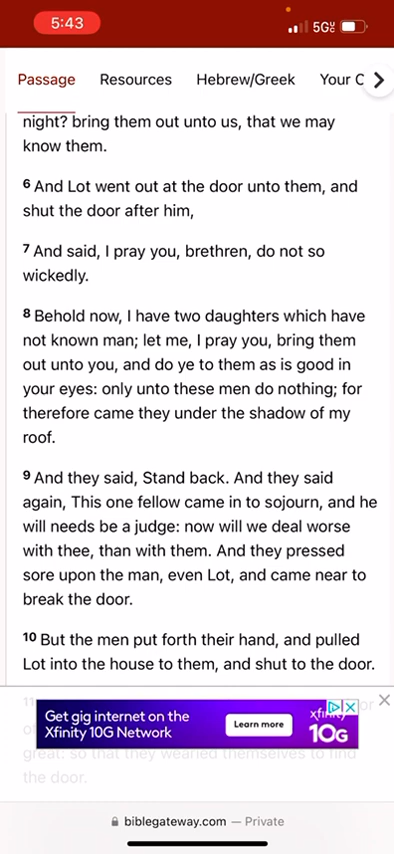 5:43
5G
Passage Resources Hebrew/Greek Your C
night? bring them out unto us, that we may
know them.
6 And Lot went out at the door unto them, and
shut the door after him,
7 And said, I pray you, brethren, do not so
wickedly.
8 Behold now, I have two daughters which have
not known man; let me, I pray you, bring them
out unto you, and do ye to them as is good in
your eyes: only unto these men do nothing; for
therefore came they under the shadow of my
roof.
9 And they said, Stand back. And they said
again, This one fellow came in to sojourn, and he
will needs be a judge: now will we deal worse
with thee, than with them. And they pressed
sore upon the man, even Lot, and came near to
break the door.
10 But the men put forth their hand, and pulled
Lot into the house to them, and shut to the door.
11
Get gig internet on the
Xfinity 10G Network
Learn more
xfinity
10G
great: so that they wearied themselves to find
the door.
biblegateway.com — Private